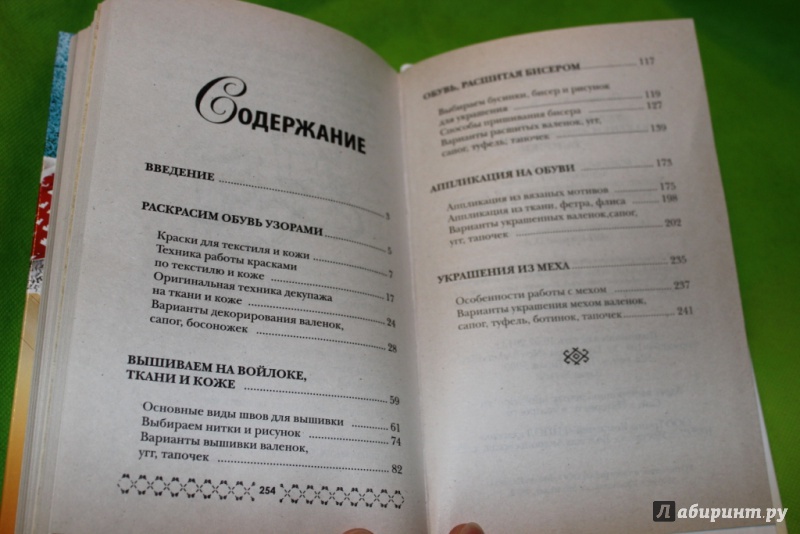 СОДЕРЖАНИЕ
ВВЕДЕНИЕ 3
РАСКРАСИМ ОБУВЬ УЗОРАМИ 5
Краски для текстиля и кожи 7
Техника работы красками
по текстилю и коже 17
Оригинальная техника декупажа
на ткани и коже 24
Варианты декорирования валенок,
сапог, босоножек 28
ВЫШИВАЕМ НА ВОЙЛОКЕ,
ТКАНИ И КОЖЕ 59
Основные виды швов для вышивки 61
Выбираем нитки и рисунок 74
Варианты вышивки валенок,
угг, тапочек 82
254
ОБУВЬ, РАСШИТАЯ БИСЕРОМ 117
Выбираем бусинки, бисер и рисунок
для украшения 119
Способы пришивания бисера 127
Варианты расшитых валенок, угг,
сапог, туфель, тапочек 139
АППЛИКАЦИЯ НА ОБУВИ 173
Аппликация из вязаных мотивов 175
Аппликация из ткани, фетра, флиса 198
Варианты украшенных валенок,сапог,
угг, тапочек 202
УКРАШЕНИЯ ИЗ МЕХА 235
Особенности работы с мехом 237
Варианты украшения мехом валенок,
сапог, туфель, ботинок, тапочек 241
Лабиринт.ру